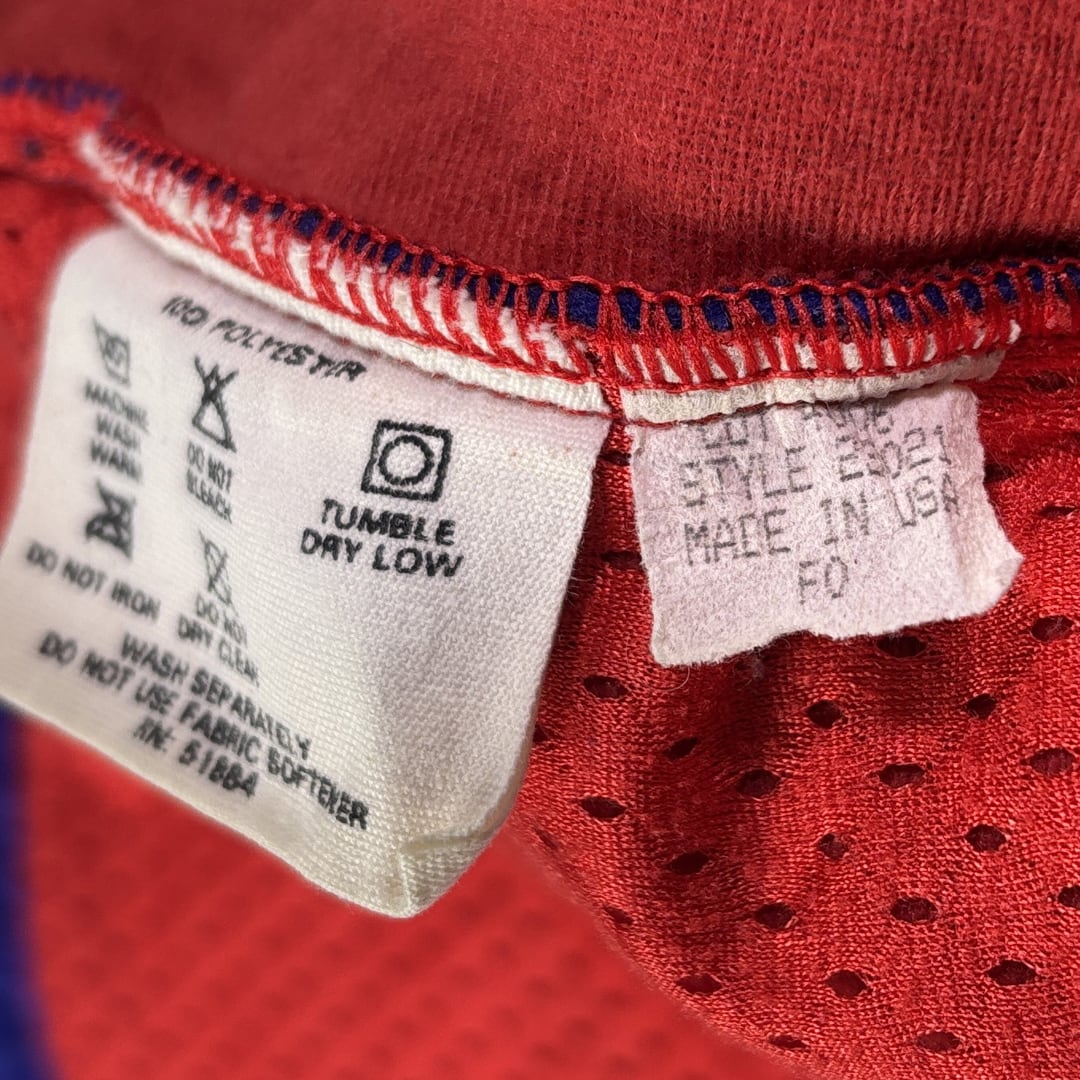 100% POLYESTER
MACHINE
WASH
WARM
DO NOT
BLEACH
TUMBLE
DRY LOW
DO NOT IRON
DO NOT
DRY CLEAN
WASH SEPARATELY
DO NOT USE FABRIC SOFTENER
RN: 51884
STYLE 23021
MADE IN USA
FO